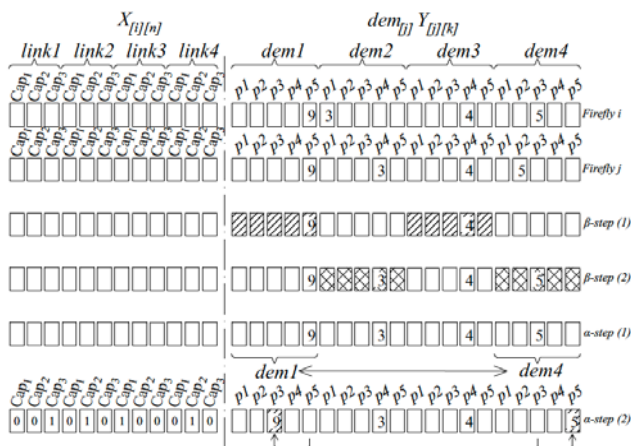 X[i][n] dem[j] Y[j][k]
link1 link2 link3 link4 dem1 dem2 dem3 dem4
Cap1 Cap2 Cap3 Cap1 Cap2 Cap3 Cap1 Cap2 Cap3 Cap1 Cap2 Cap3 p1 p2 p3 p4 p5 p1 p2 p3 p4 p5 p1 p2 p3 p4 p5 p1 p2 p3 p4 p5
9 3 4 5 Firefly i
Cap1 Cap2 Cap3 Cap1 Cap2 Cap3 Cap1 Cap2 Cap3 Cap1 Cap2 Cap3 p1 p2 p3 p4 p5 p1 p2 p3 p4 p5 p1 p2 p3 p4 p5 p1 p2 p3 p4 p5
9 3 4 5 Firefly j
9 4 β-step (1)
9 3 4 5 β-step (2)
9 3 4 5 α-step (1)
dem1 dem4
Cap1 Cap2 Cap3 Cap1 Cap2 Cap3 Cap1 Cap2 Cap3 Cap1 Cap2 Cap3 p1 p2 p3 p4 p5 p1 p2 p3 p4 p5 p1 p2 p3 p4 p5 p1 p2 p3 p4 p5
0 0 1 0 1 0 1 0 0 0 1 0 9 3 4 5 α-step (2)